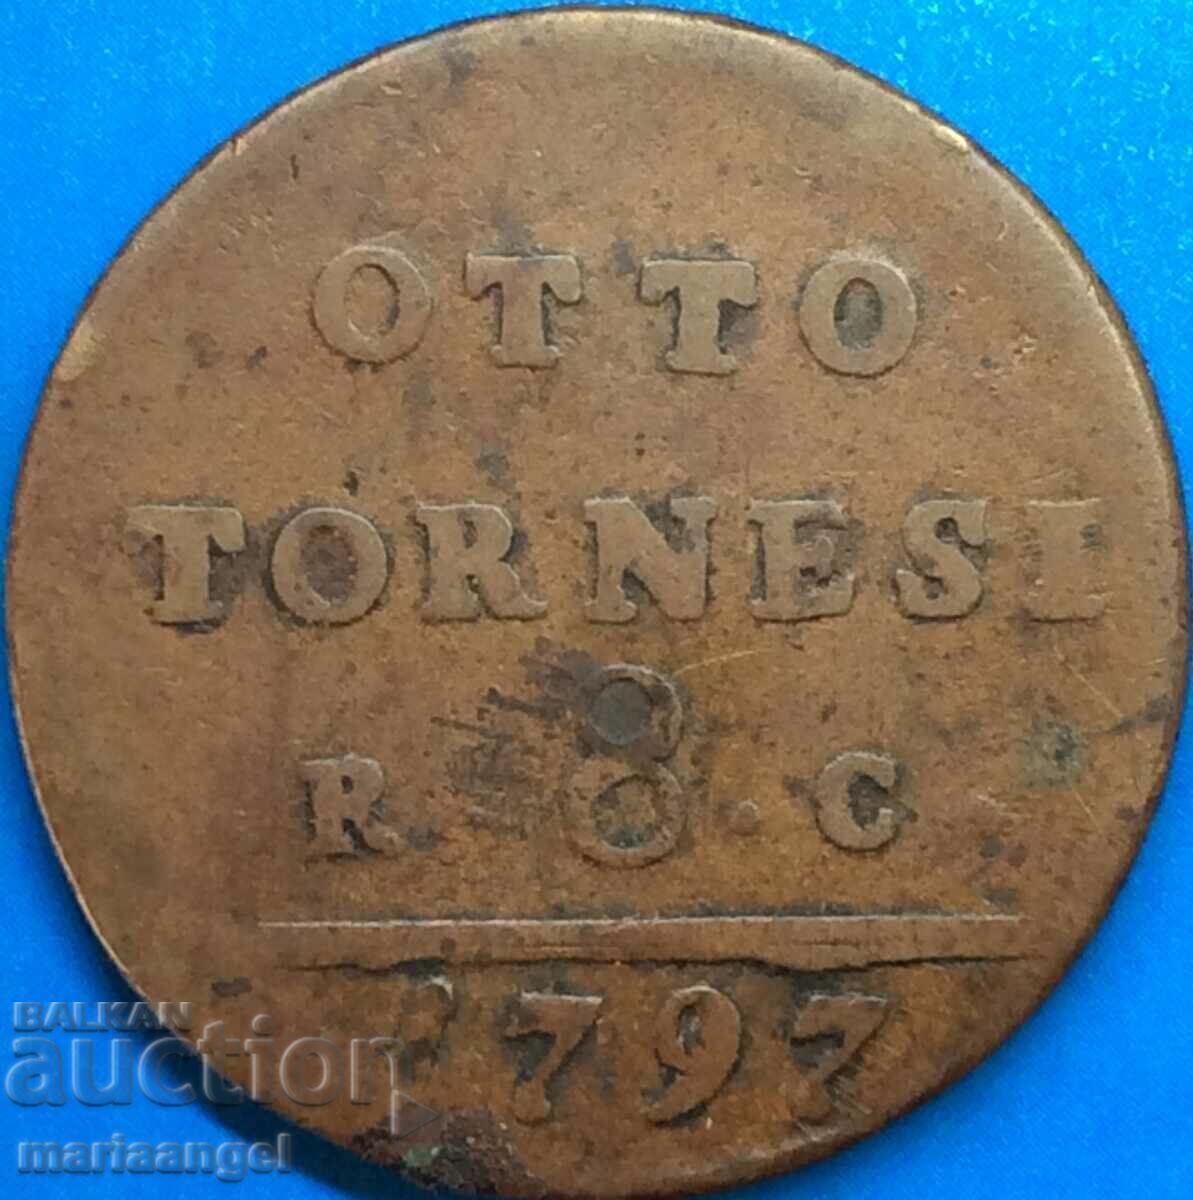 OTTO
TORNESI
R 8 . C
1797
BALKAN
auction
mariaangel